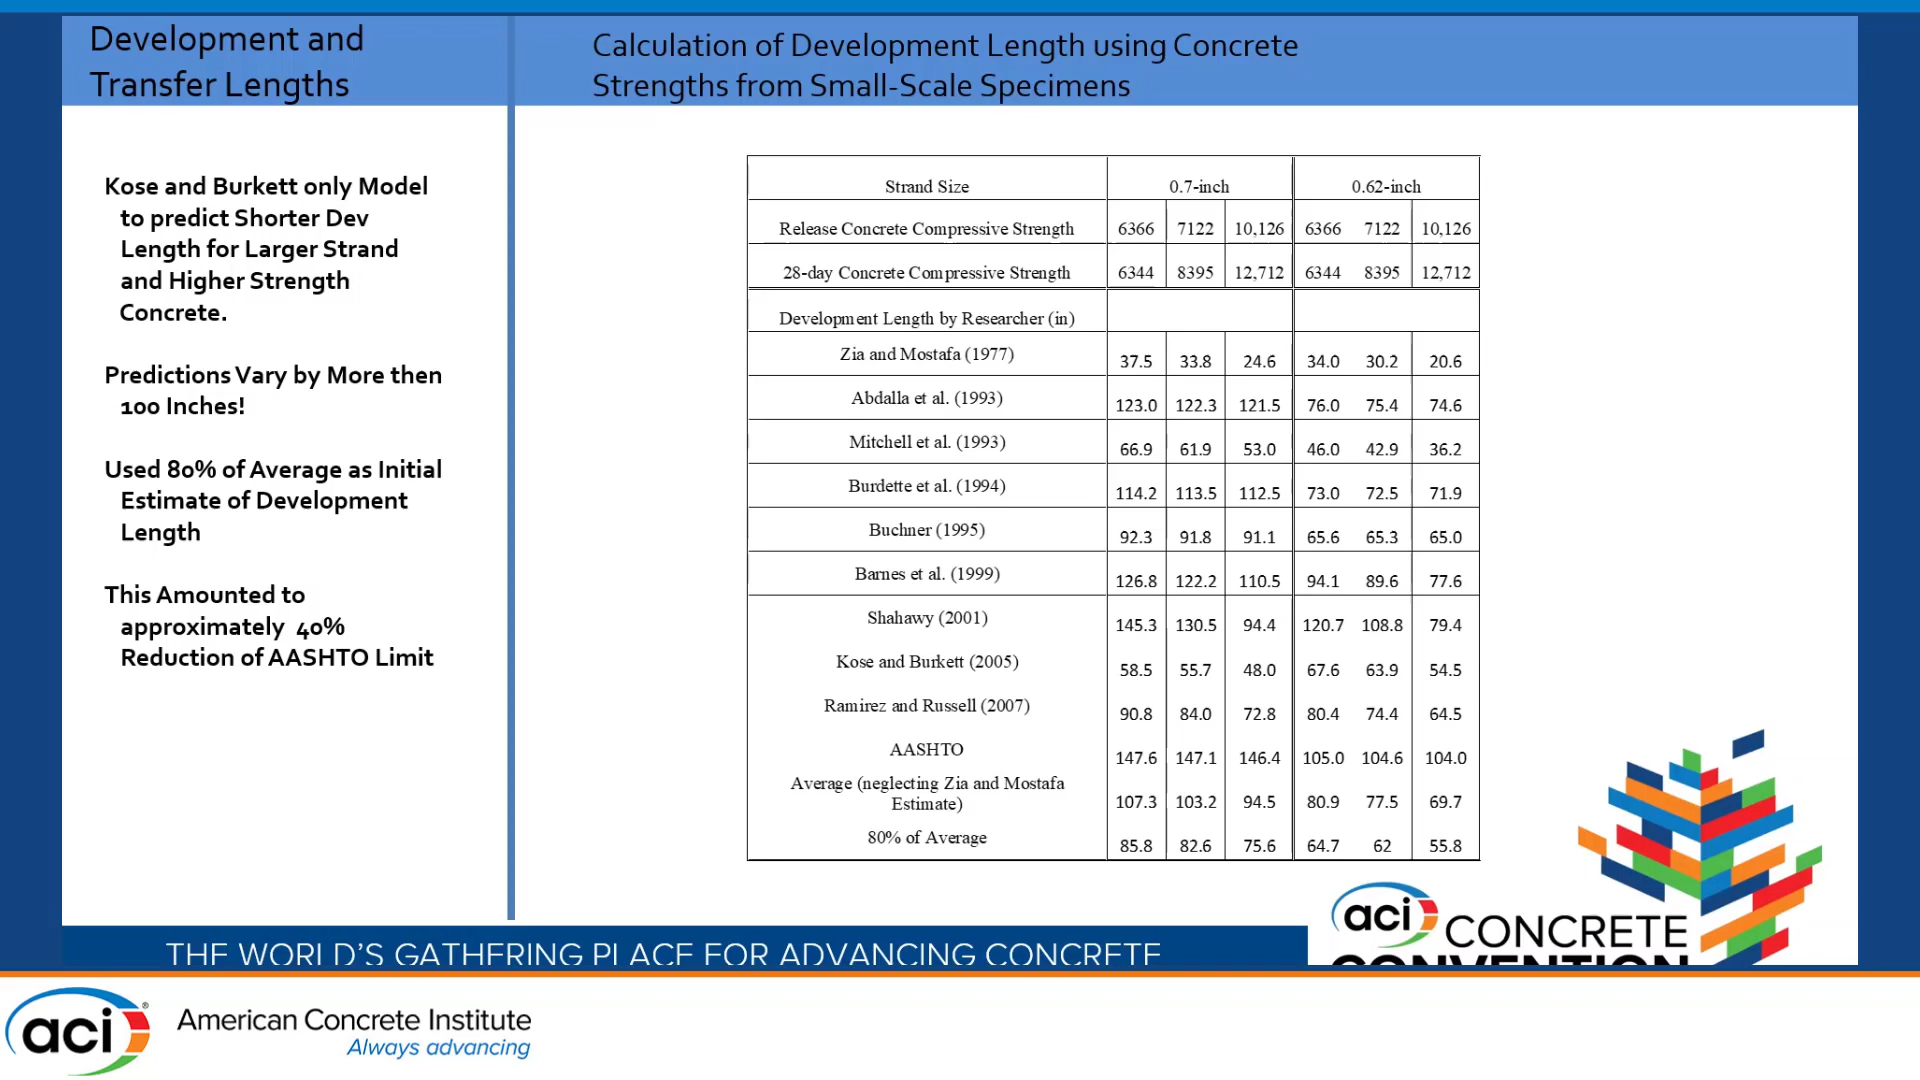 Development and
Transfer Lengths
Calculation of Development Length using Concrete
Strengths from Small-Scale Specimens
Kose and Burkett only Model
to predict Shorter Dev
Length for Larger Strand
and Higher Strength
Concrete.
Predictions Vary by More then
100 Inches!
Used 80% of Average as Initial
Estimate of Development
Length
This Amounted to
approximately 40%
Reduction of AASHTO Limit
Strand Size 0.7-inch 0.62-inch
Release Concrete Compressive Strength 6366 7122 10,126 6366 7122 10,126
28-day Concrete Compressive Strength 6344 8395 12,712 6344 8395 12,712
Development Length by Researcher (in)
Zia and Mostafa (1977) 37.5 33.8 24.6 34.0 30.2 20.6
Abdalla et al. (1993) 123.0 122.3 121.5 76.0 75.4 74.6
Mitchell et al. (1993) 66.9 61.9 53.0 46.0 42.9 36.2
Burdette et al. (1994) 114.2 113.5 112.5 73.0 72.5 71.9
Buchner (1995) 92.3 91.8 91.1 65.6 65.3 65.0
Barnes et al. (1999) 126.8 122.2 110.5 94.1 89.6 77.6
Shahawy (2001) 145.3 130.5 94.4 120.7 108.8 79.4
Kose and Burkett (2005) 58.5 55.7 48.0 67.6 63.9 54.5
Ramirez and Russell (2007) 90.8 84.0 72.8 80.4 74.4 64.5
AASHTO 147.6 147.1 146.4 105.0 104.6 104.0
Average (neglecting Zia and Mostafa
Estimate) 107.3 103.2 94.5 80.9 77.5 69.7
80% of Average 85.8 82.6 75.6 64.7 62 55.8
THE WORLD'S GATHERING PLACE FOR ADVANCING CONCRETE
aci CONCRETE
CONVENTION
aci® American Concrete Institute
Always advancing